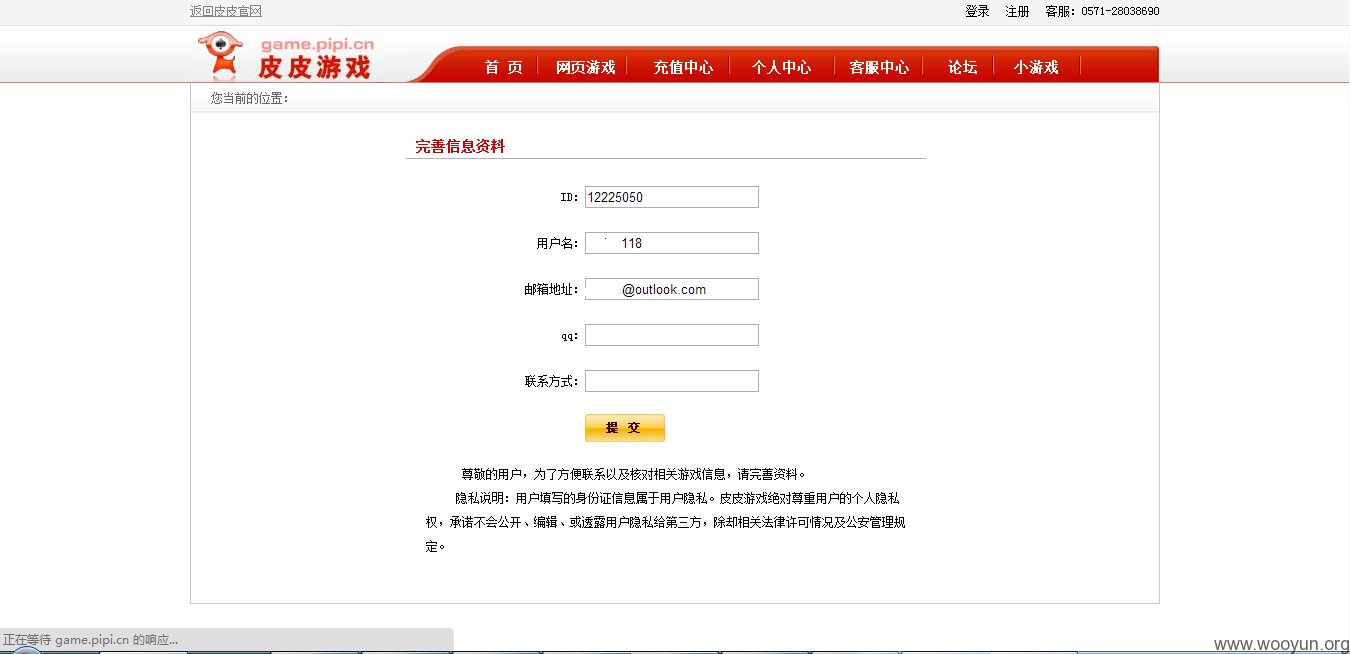 返回皮皮官网 登录 注册 客服：0571-28038690
game.pipi.cn
皮皮游戏
首 页 网页游戏 充值中心 个人中心 客服中心 论坛 小游戏
您当前的位置：
完善信息资料
ID： 12225050
用户名： 118
邮箱地址： @outlook.com
qq：
联系方式：
提 交
尊敬的用户，为了方便联系以及核对相关游戏信息，请完善资料。
隐私说明：用户填写的身份证信息属于用户隐私。皮皮游戏绝对尊重用户的个人隐私
权，承诺不会公开、编辑、或透露用户隐私给第三方，除却相关法律许可情况及公安管理规
定。
正在等待 game.pipi.cn 的响应...
www.wooyun.org